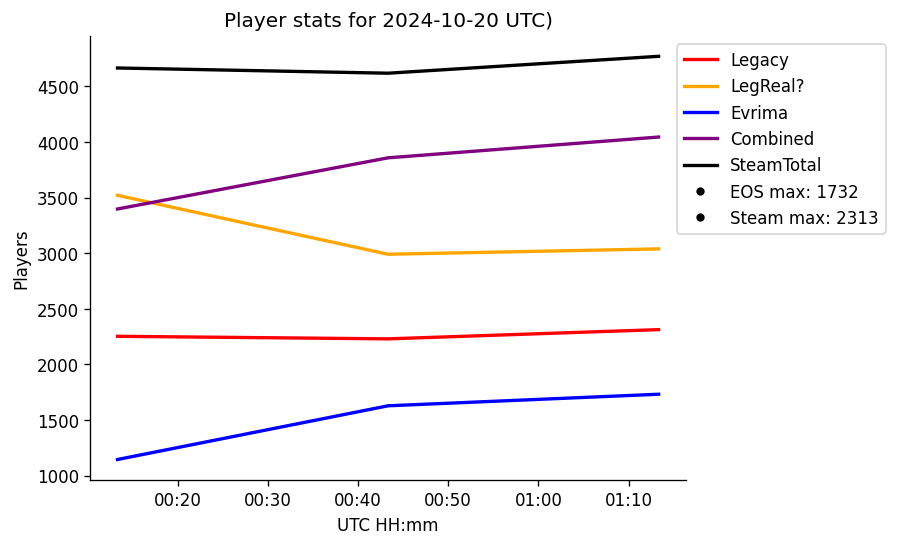 Player stats for 2024-10-20 UTC)
Legacy
LegReal?
Evrima
Combined
SteamTotal
EOS max: 1732
Steam max: 2313
Players
4500
4000
3500
3000
2500
2000
1500
1000
00:20 00:30 00:40 00:50 01:00 01:10
UTC HH:mm